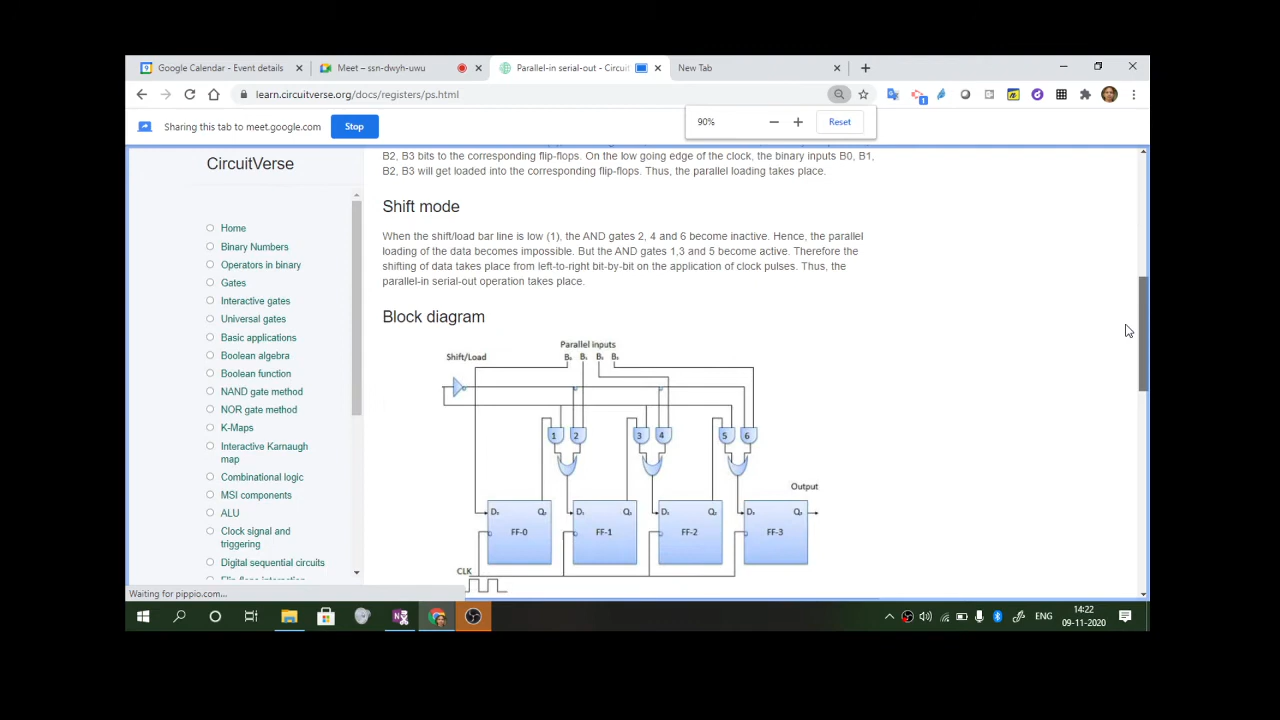 Google Calendar - Event details
Meet – ssn-dwyh-uwu
Parallel-in serial-out - Circuit
New Tab
learn.circuitverse.org/docs/registers/ps.html
Sharing this tab to meet.google.com
Stop
90%
Reset
CircuitVerse
Home
Binary Numbers
Operators in binary
Gates
Interactive gates
Universal gates
Basic applications
Boolean algebra
Boolean function
NAND gate method
NOR gate method
K-Maps
Interactive Karnaugh
map
Combinational logic
MSI components
ALU
Clock signal and
triggering
Digital sequential circuits
B2, B3 bits to the corresponding flip-flops. On the low going edge of the clock, the binary inputs B0, B1,
B2, B3 will get loaded into the corresponding flip-flops. Thus, the parallel loading takes place.
Shift mode
When the shift/load bar line is low (1), the AND gates 2, 4 and 6 become inactive. Hence, the parallel
loading of the data becomes impossible. But the AND gates 1,3 and 5 become active. Therefore the
shifting of data takes place from left-to-right bit-by-bit on the application of clock pulses. Thus, the
parallel-in serial-out operation takes place.
Block diagram
Parallel inputs
Shift/Load
1 2 3 4 5 6
Output
FF-0 FF-1 FF-2 FF-3
CLK
Waiting for pippio.com...
ENG
14:22
09-11-2020